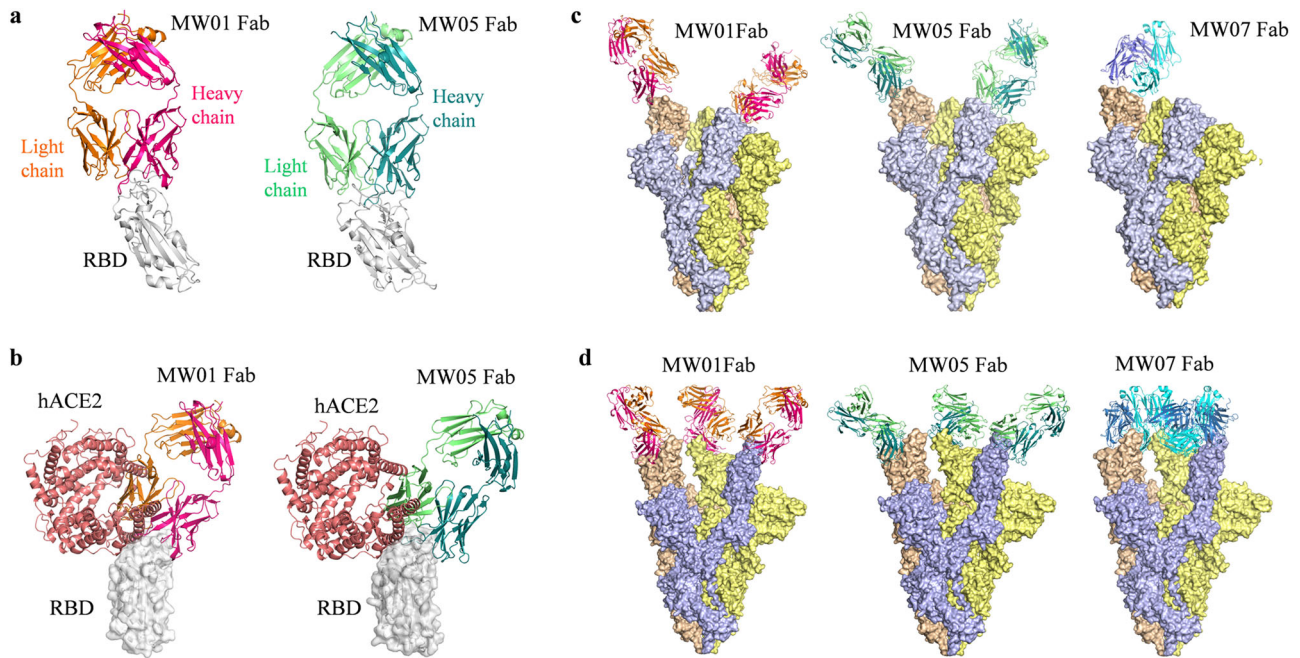 a
MW01 Fab
MW05 Fab
Heavy
chain
Heavy
chain
Light
chain
Light
chain
RBD
RBD
b
MW01 Fab
MW05 Fab
hACE2
hACE2
RBD
RBD
c
MW01Fab
MW05 Fab
MW07 Fab
d
MW01Fab
MW05 Fab
MW07 Fab